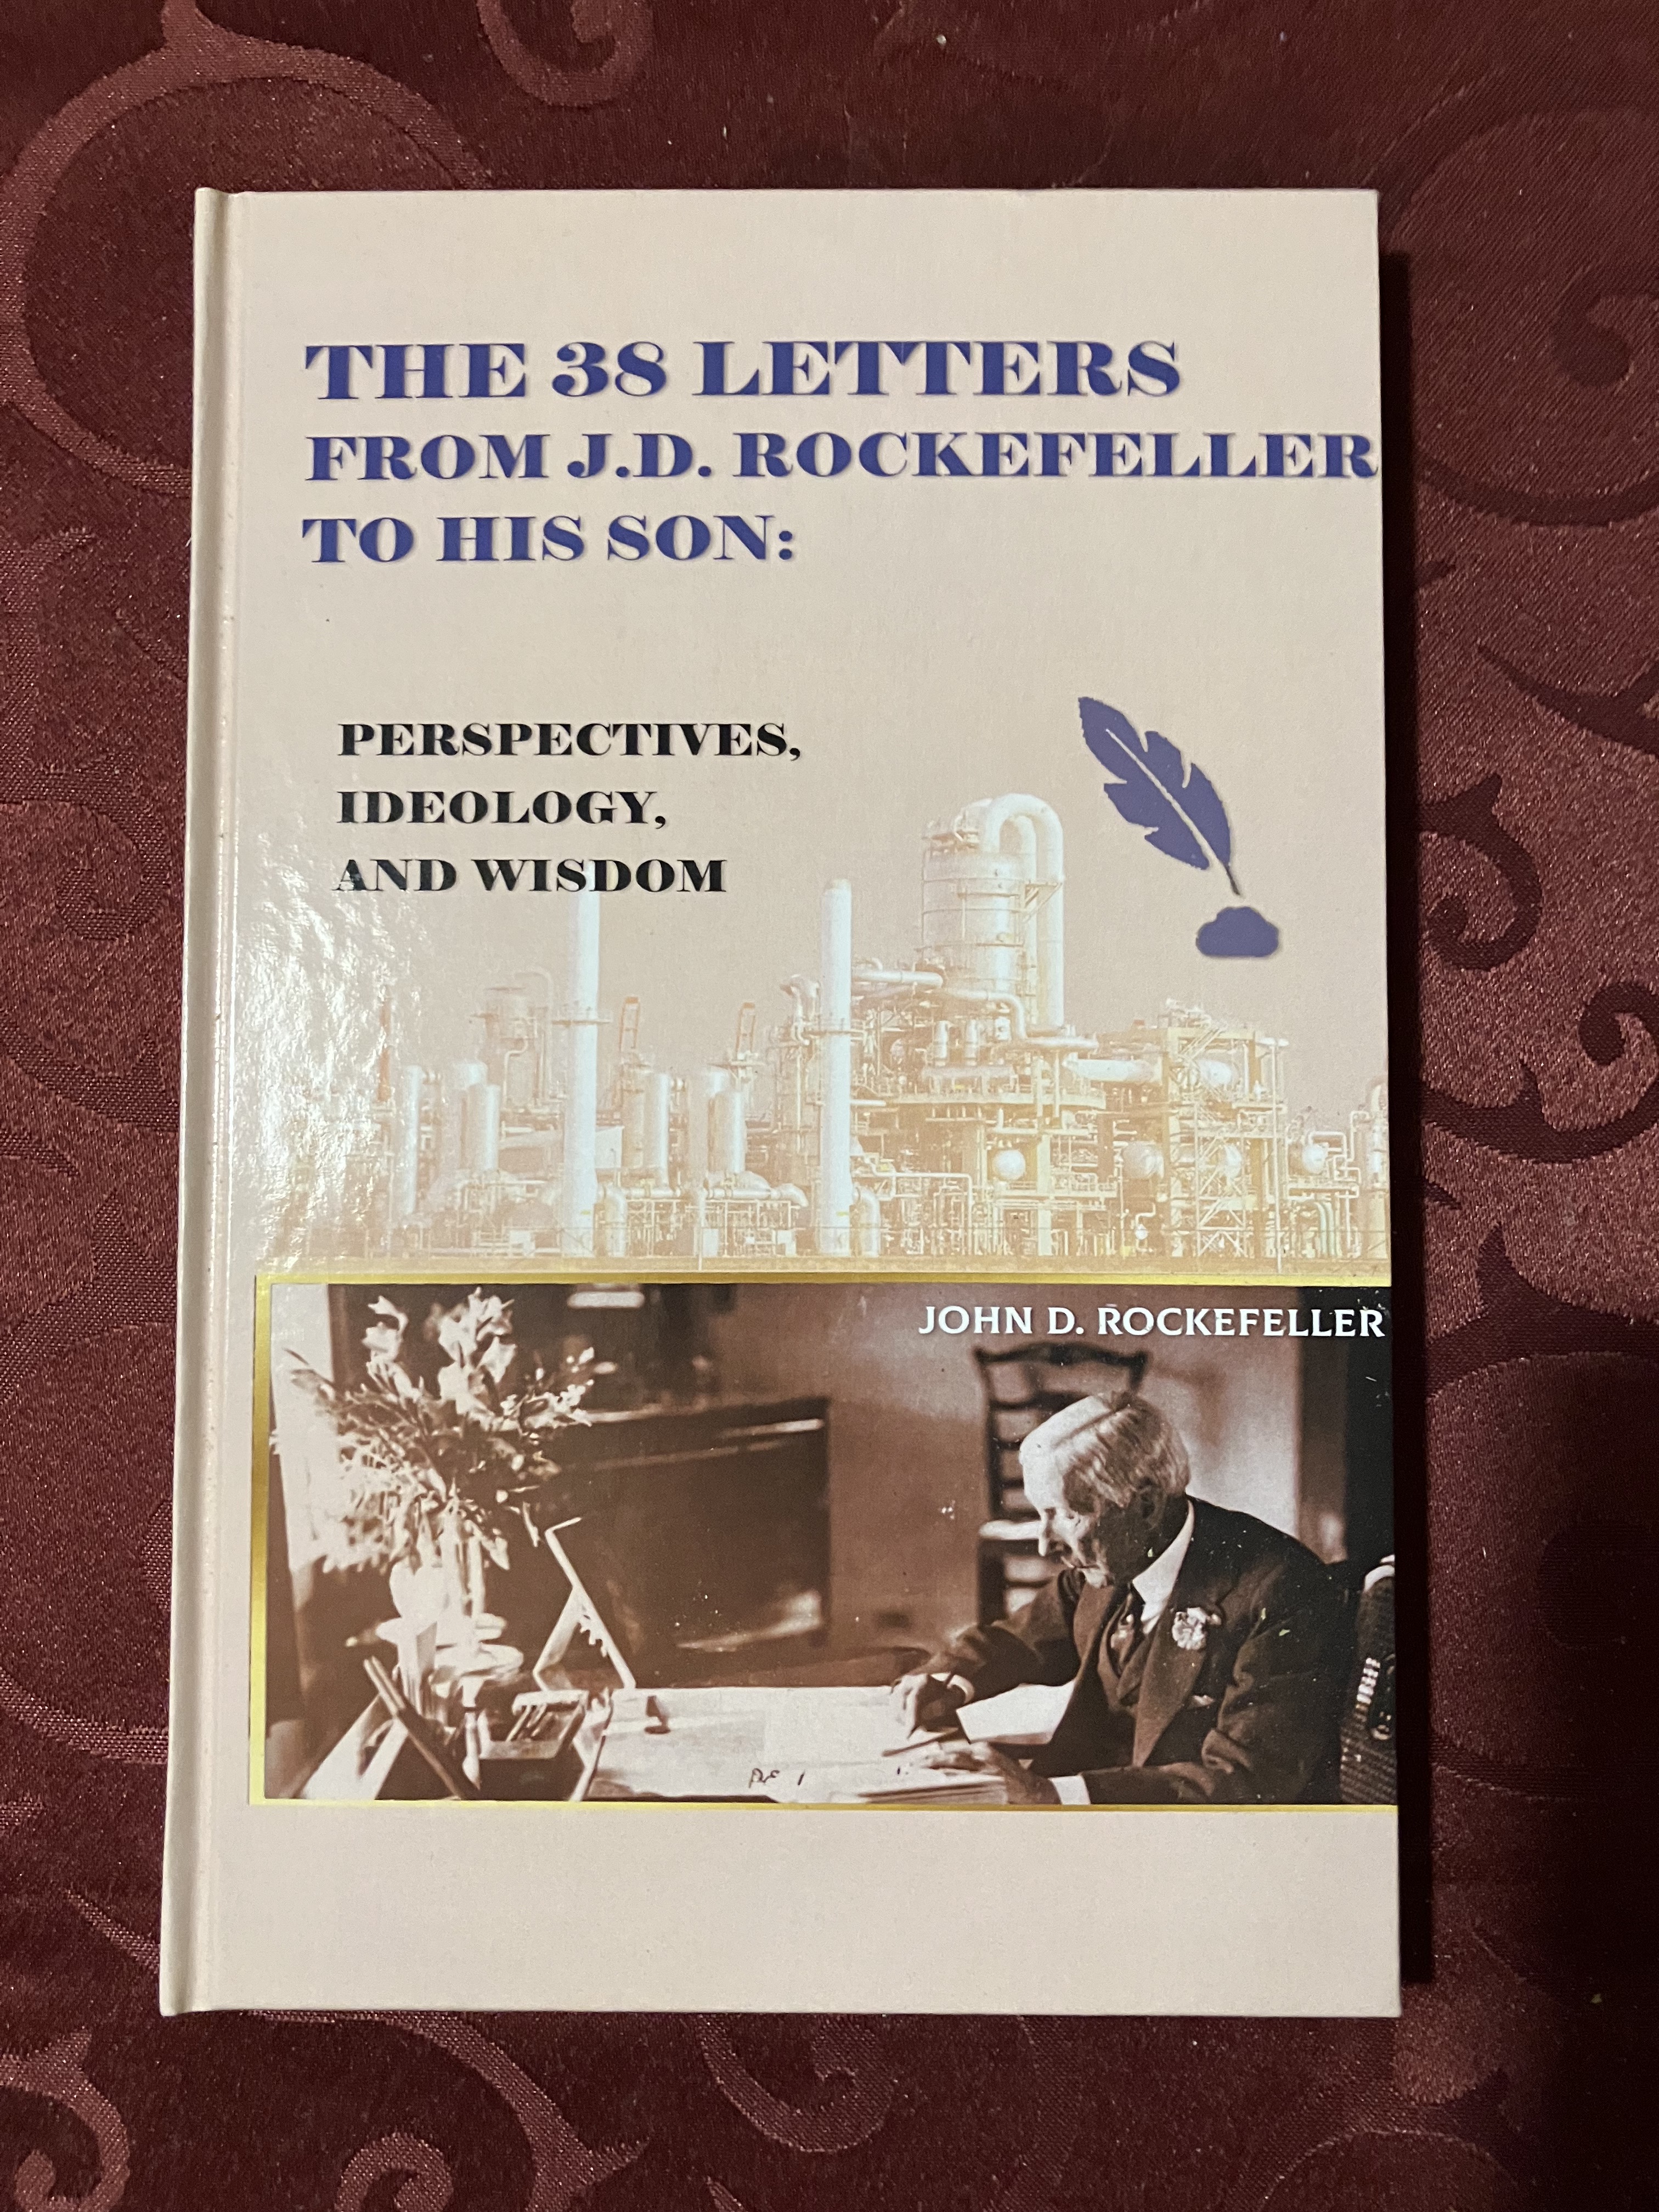 THE 38 LETTERS
FROM J.D. ROCKEFELLER
TO HIS SON:
PERSPECTIVES,
IDEOLOGY,
AND WISDOM
JOHN D. ROCKEFELLER